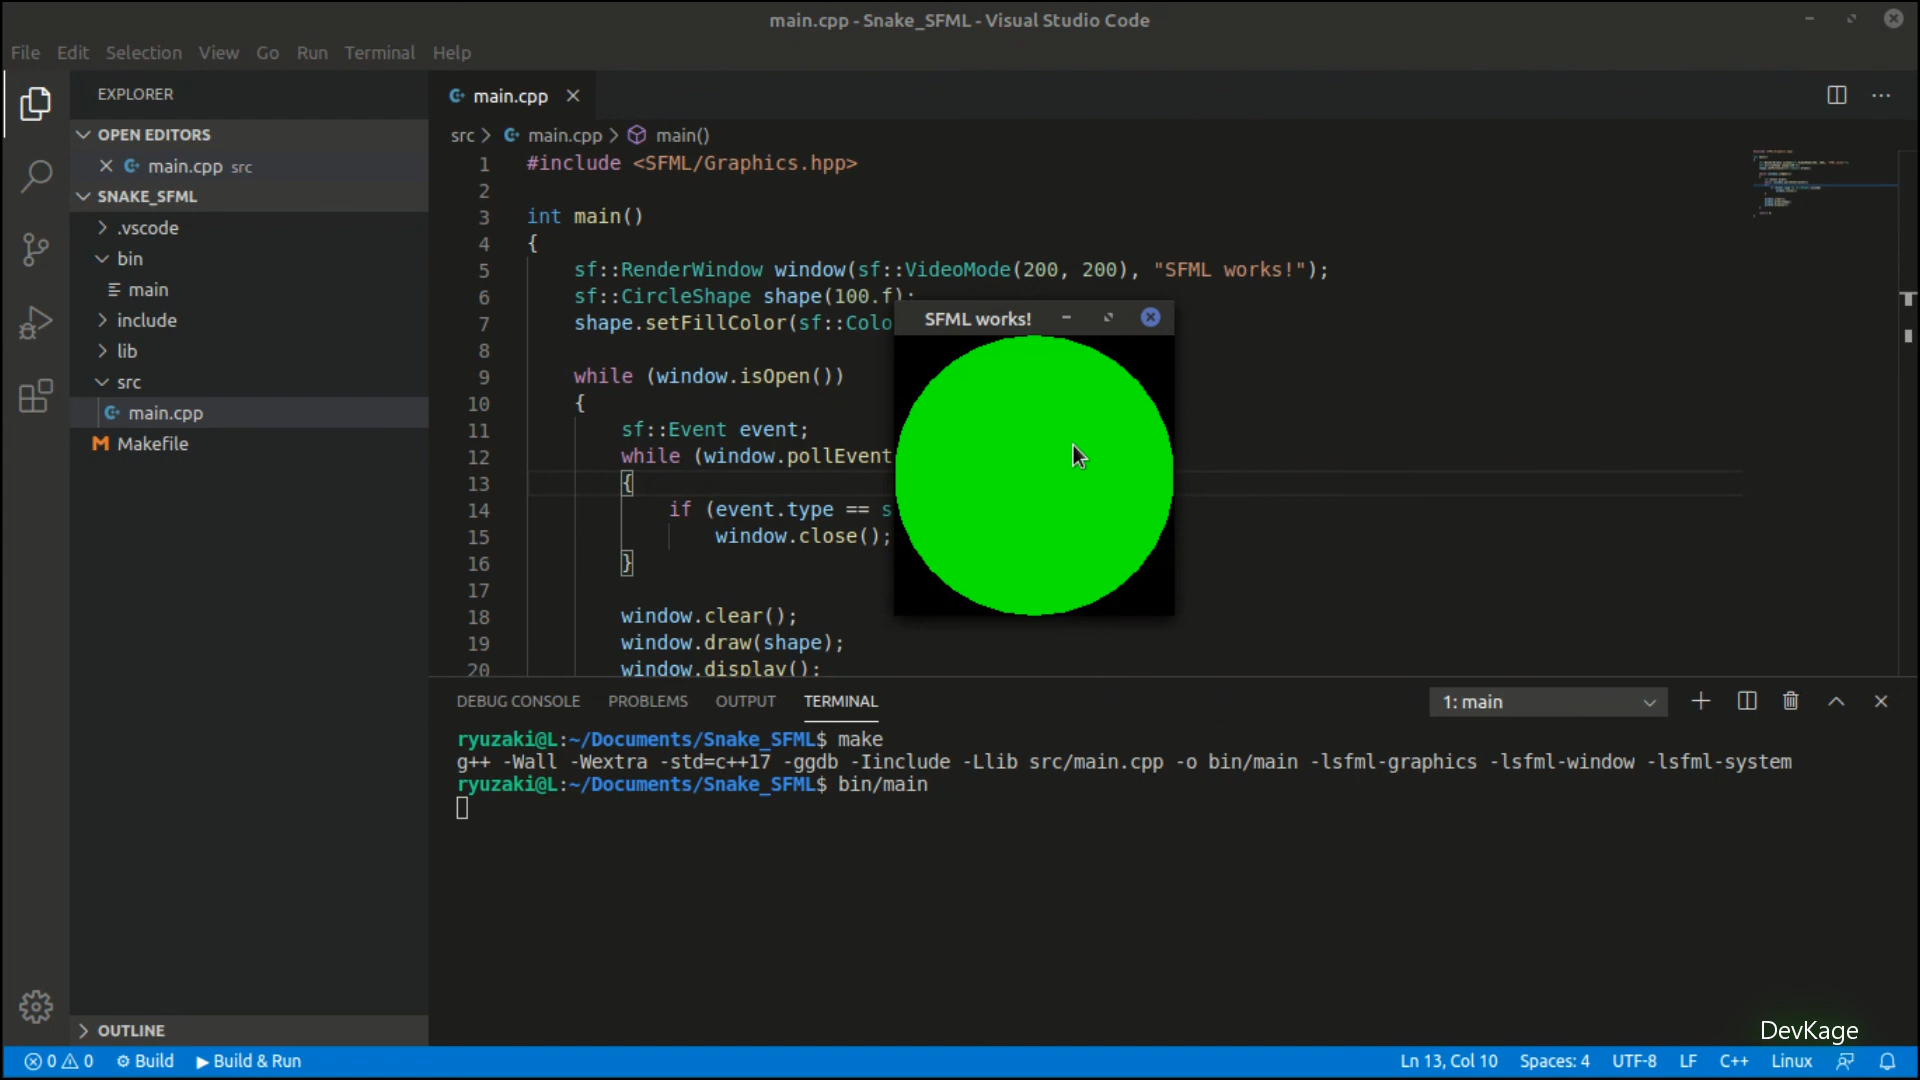 main.cpp - Snake_SFML - Visual Studio Code
File Edit Selection View Go Run Terminal Help
EXPLORER
OPEN EDITORS
main.cpp src
SNAKE_SFML
.vscode
bin
main
include
lib
src
main.cpp
Makefile
OUTLINE
main.cpp
src > main.cpp > main()
1 #include <SFML/Graphics.hpp>
2
3 int main()
4 {
5 sf::RenderWindow window(sf::VideoMode(200, 200), "SFML works!");
6 sf::CircleShape shape(100.f);
7 shape.setFillColor(sf::Colo
8
9 while (window.isOpen())
10 {
11 sf::Event event;
12 while (window.pollEvent
13 {
14 if (event.type == s
15 window.close();
16 }
17
18 window.clear();
19 window.draw(shape);
20 window.display();
SFML works!
DEBUG CONSOLE PROBLEMS OUTPUT TERMINAL
1: main
ryuzaki@L:~/Documents/Snake_SFML$ make
g++ -Wall -Wextra -std=c++17 -ggdb -Iinclude -Llib src/main.cpp -o bin/main -lsfml-graphics -lsfml-window -lsfml-system
ryuzaki@L:~/Documents/Snake_SFML$ bin/main
DevKage
0 0 Build Build & Run
Ln 13, Col 10 Spaces: 4 UTF-8 LF C++ Linux